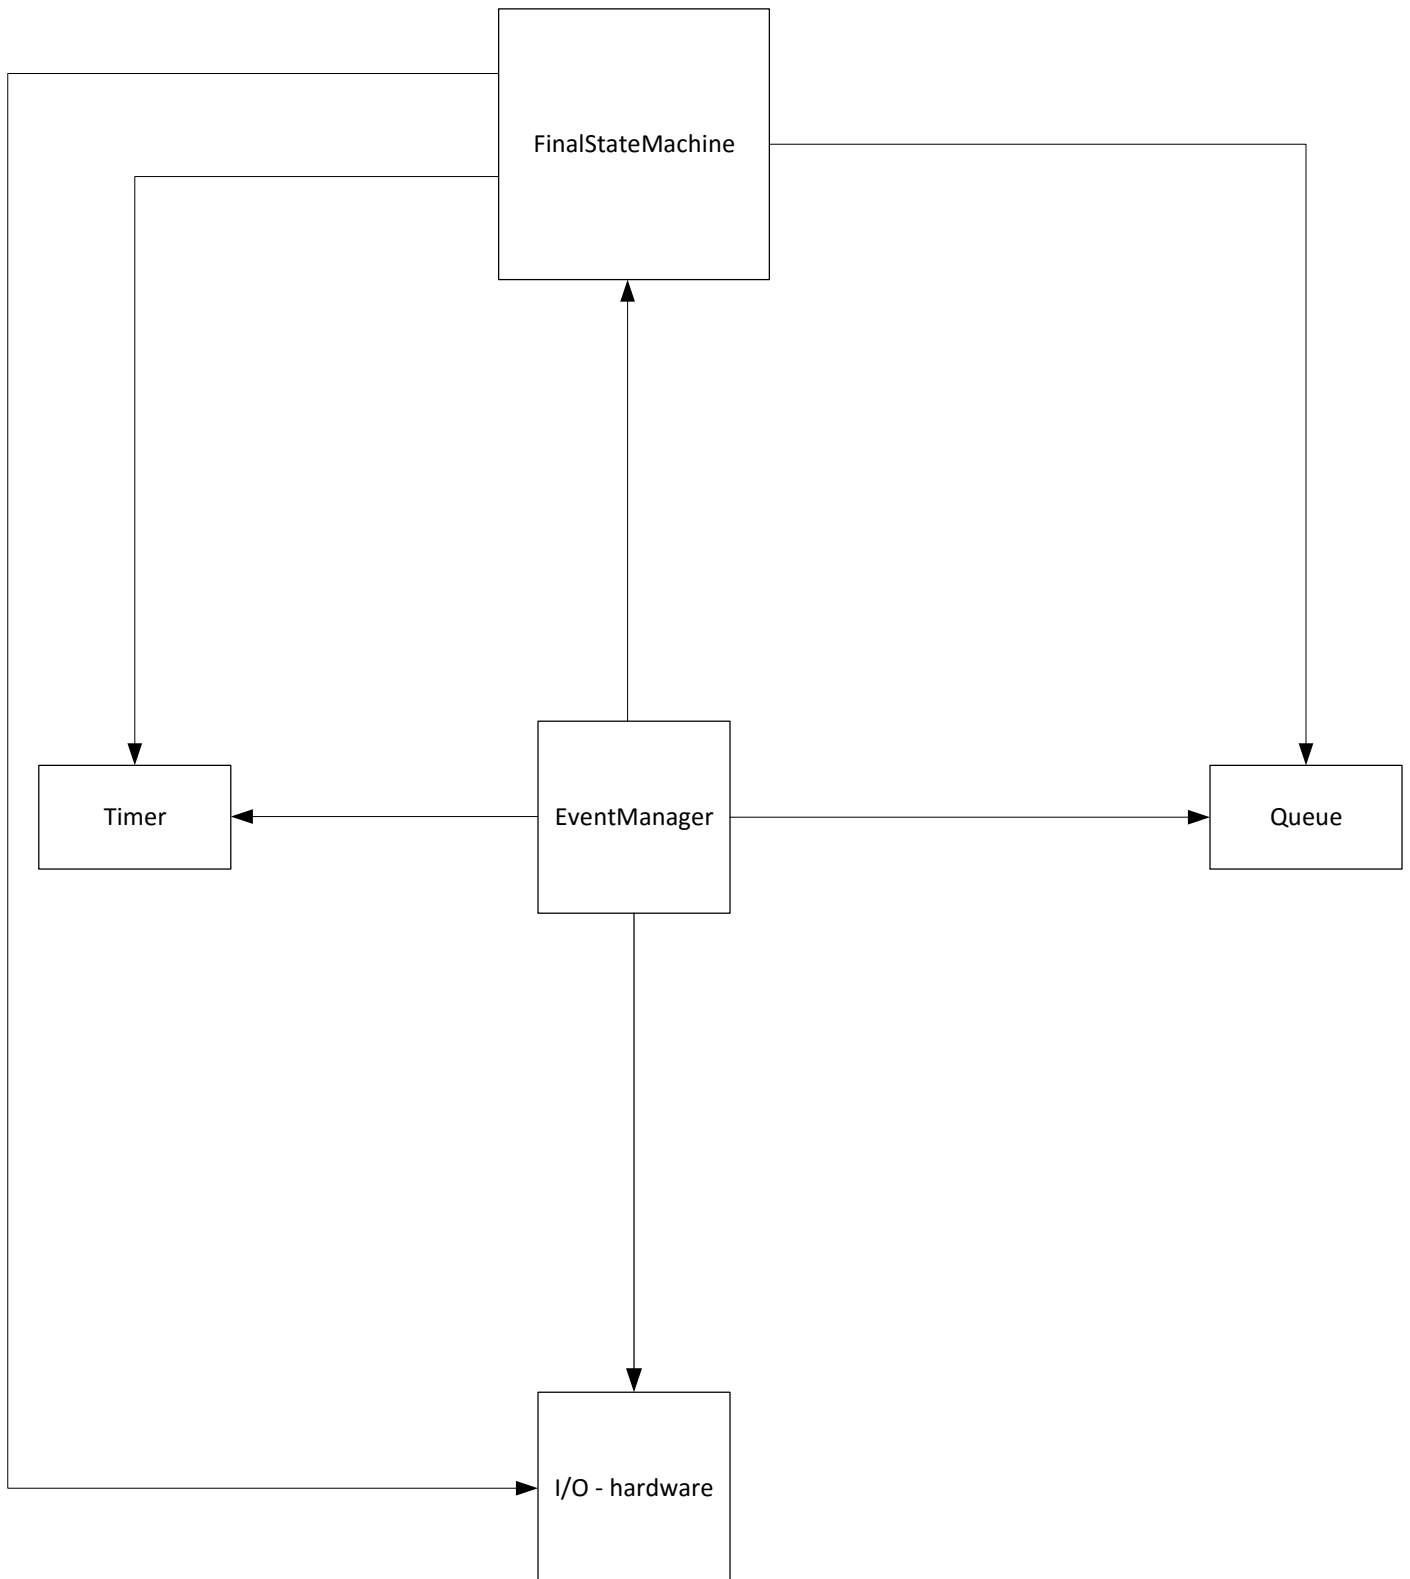 FinalStateMachine
Timer
EventManager
Queue
I/O - hardware